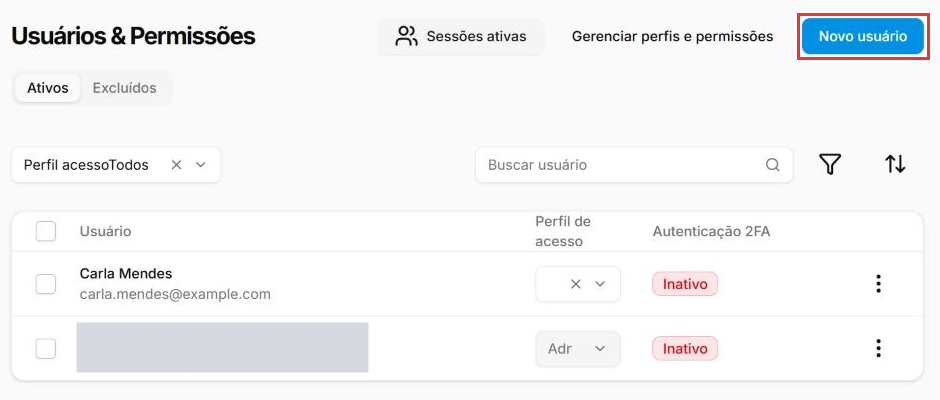 Usuários & Permissões
Sessões ativas
Gerenciar perfis e permissões
Novo usuário
Ativos
Excluídos
Perfil acessoTodos
Buscar usuário
Usuário
Perfil de
acesso
Autenticação 2FA
Carla Mendes
carla.mendes@example.com
Inativo
Adr
Inativo